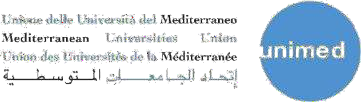 Unione delle Università del Mediterraneo
Mediterranean Universities Union
Union des Universités de la Méditerranée
إتحاد الجامعات المتوسطية
unimed